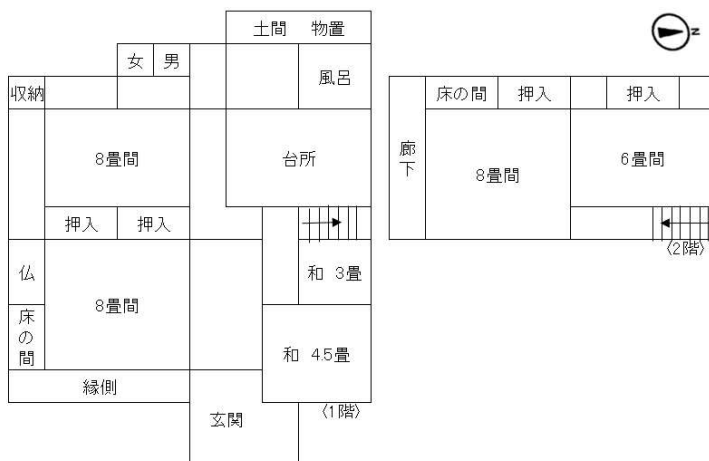 土間 物置
N
女 男
風呂
収納
床の間 押入 押入
8畳間
台所
廊下
8畳間
6畳間
押入 押入
仏
和 3畳
〈2階〉
8畳間
床の間
和 4.5畳
縁側
〈1階〉
玄関